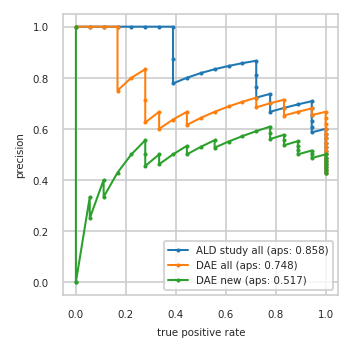 1.0
0.8
0.6
0.4
0.2
0.0
precision
ALD study all (aps: 0.858)
DAE all (aps: 0.748)
DAE new (aps: 0.517)
0.0 0.2 0.4 0.6 0.8 1.0
true positive rate